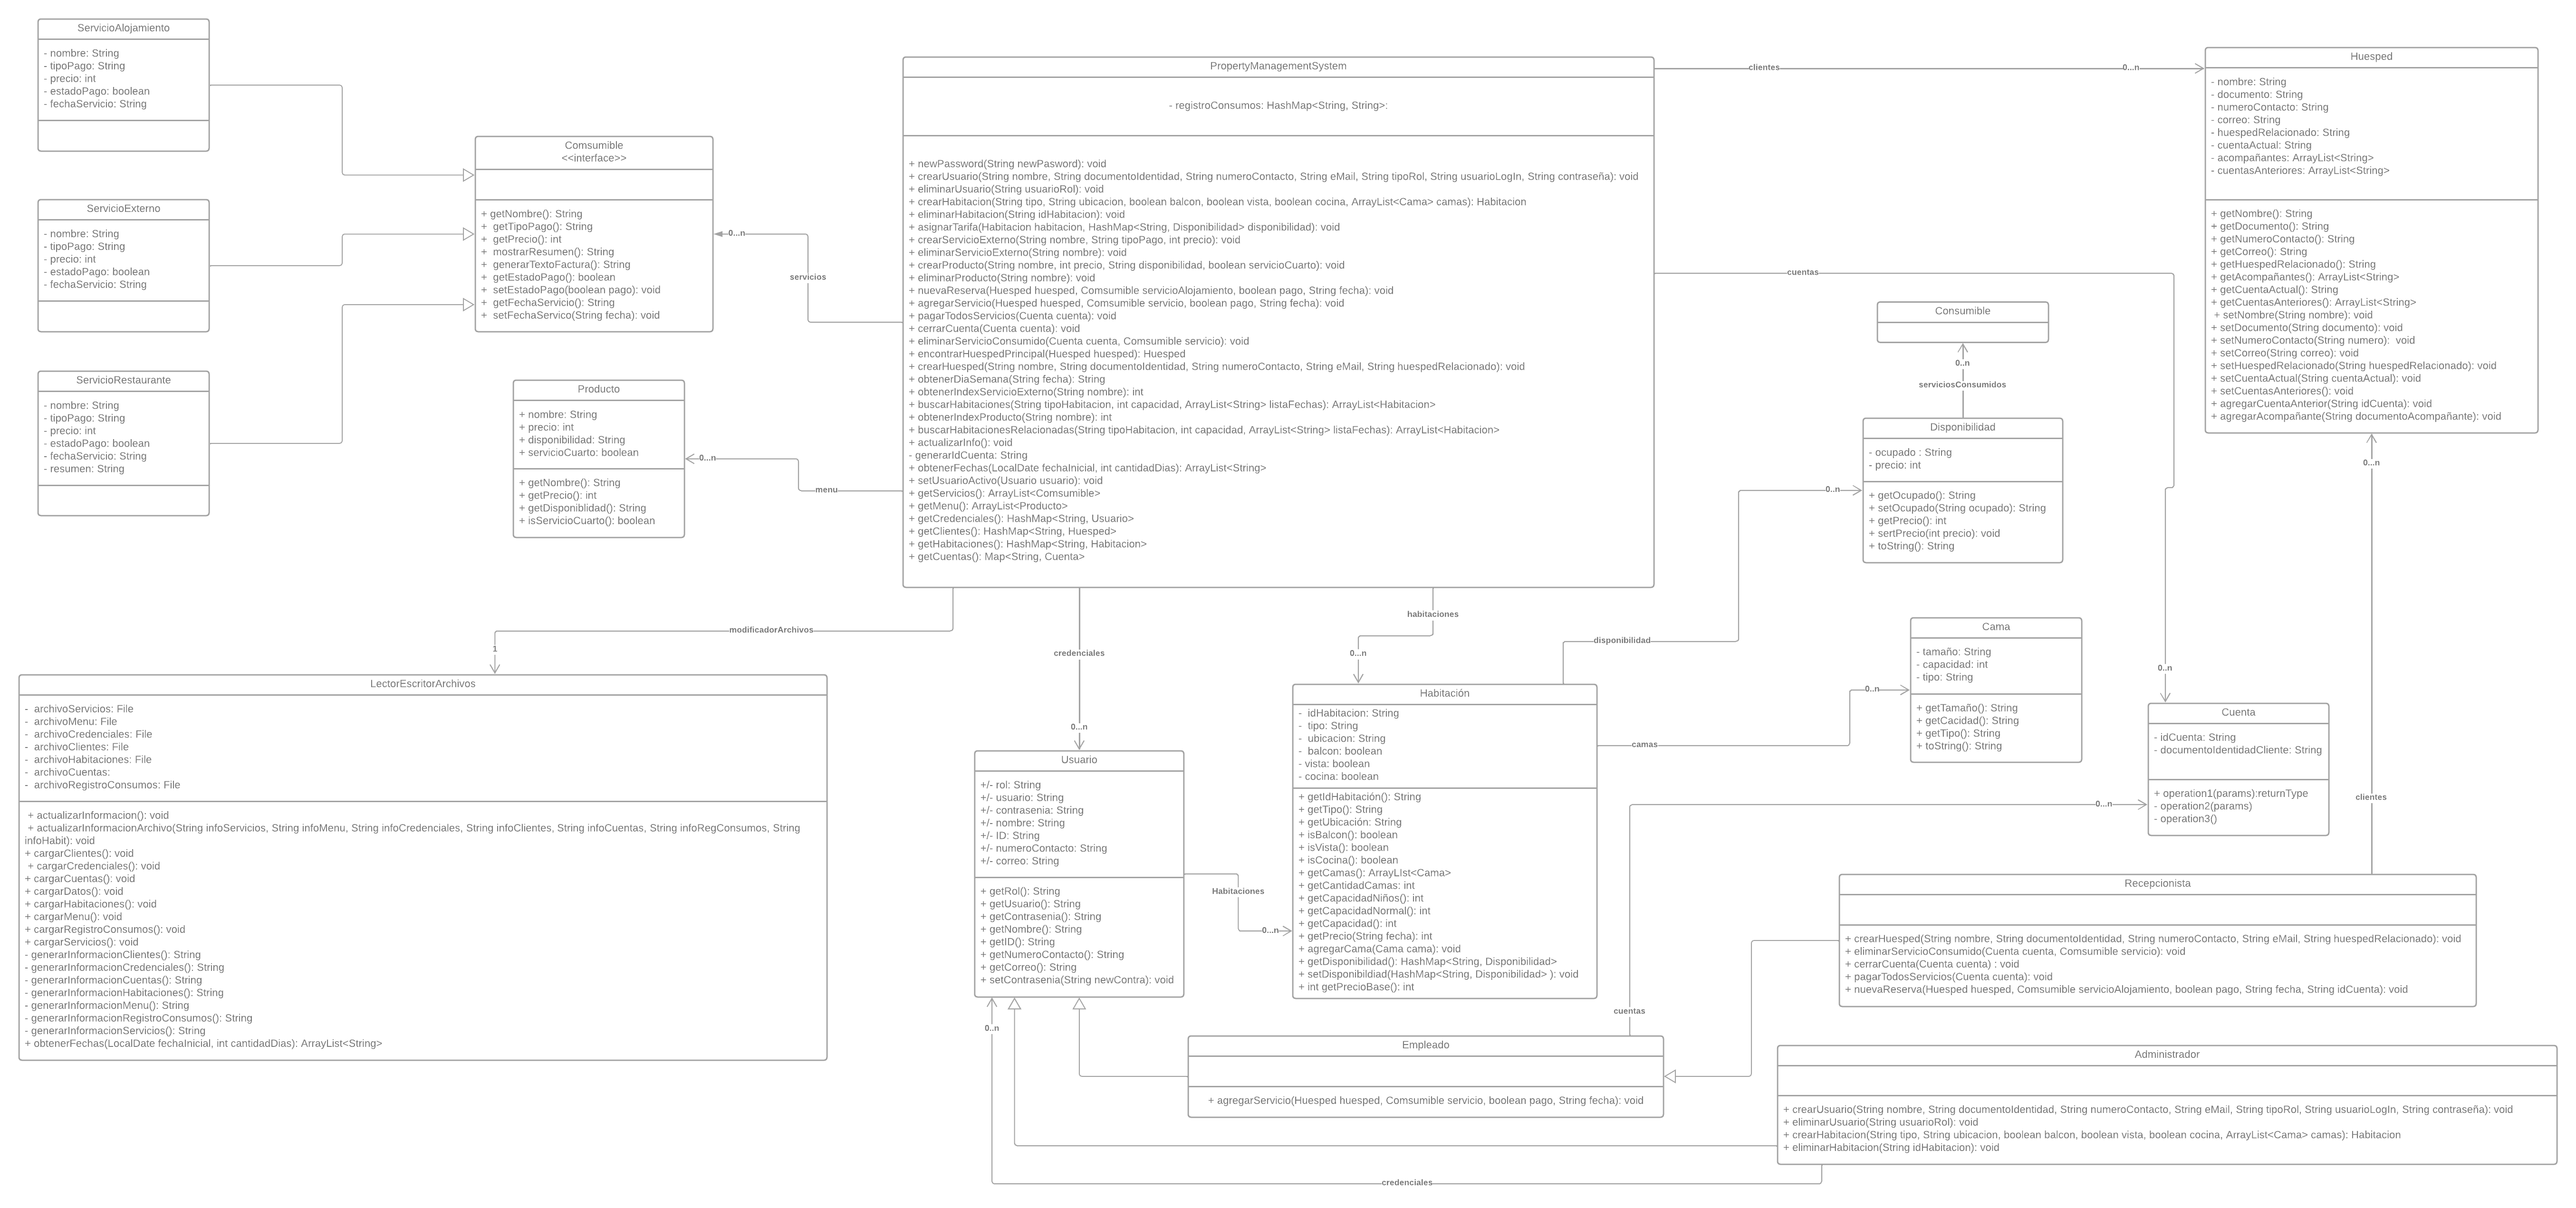 ServicioAlojamiento
- nombre: String
- tipoPago: String
- precio: int
- estadoPago: boolean
- fechaServicio: String
ServicioExterno
- nombre: String
- tipoPago: String
- precio: int
- estadoPago: boolean
- fechaServicio: String
ServicioRestaurante
- nombre: String
- tipoPago: String
- precio: int
- estadoPago: boolean
- fechaServicio: String
- resumen: String
Comsumible
<<interface>>
+ getNombre(): String
+ getTipoPago(): String
+ getPrecio(): int
+ mostrarResumen(): String
+ generarTextoFactura(): String
+ getEstadoPago(): boolean
+ setEstadoPago(boolean pago): void
+ getFechaServicio(): String
+ setFechaServico(String fecha): void
0...n
servicios
Producto
+ nombre: String
+ precio: int
+ disponibilidad: String
+ servicioCuarto: boolean
+ getNombre(): String
+ getPrecio(): int
+ getDisponiblidad(): String
+ isServicioCuarto(): boolean
0...n
menu
PropertyManagementSystem
- registroConsumos: HashMap<String, String>:
+ newPassword(String newPasword): void
+ crearUsuario(String nombre, String documentoIdentidad, String numeroContacto, String eMail, String tipoRol, String usuarioLogIn, String contraseña): void
+ eliminarUsuario(String usuarioRol): void
+ crearHabitacion(String tipo, String ubicacion, boolean balcon, boolean vista, boolean cocina, ArrayList<Cama> camas): Habitacion
+ eliminarHabitacion(String idHabitacion): void
+ asignarTarifa(Habitacion habitacion, HashMap<String, Disponibilidad> disponibilidad): void
+ crearServicioExterno(String nombre, String tipoPago, int precio): void
+ eliminarServicioExterno(String nombre): void
+ crearProducto(String nombre, int precio, String disponibilidad, boolean servicioCuarto): void
+ eliminarProducto(String nombre): void
+ nuevaReserva(Huesped huesped, Comsumible servicioAlojamiento, boolean pago, String fecha): void
+ agregarServicio(Huesped huesped, Comsumible servicio, boolean pago, String fecha): void
+ pagarTodosServicios(Cuenta cuenta): void
+ cerrarCuenta(Cuenta cuenta): void
+ eliminarServicioConsumido(Cuenta cuenta, Comsumible servicio): void
+ encontrarHuespedPrincipal(Huesped huesped): Huesped
+ crearHuesped(String nombre, String documentoIdentidad, String numeroContacto, String eMail, String huespedRelacionado): void
+ obtenerDiaSemana(String fecha): String
+ obtenerIndexServicioExterno(String nombre): int
+ buscarHabitaciones(String tipoHabitacion, int capacidad, ArrayList<String> listaFechas): ArrayList<Habitacion>
+ obtenerIndexProducto(String nombre): int
+ buscarHabitacionesRelacionadas(String tipoHabitacion, int capacidad, ArrayList<String> listaFechas): ArrayList<Habitacion>
+ actualizarInfo(): void
- generarIdCuenta: String
+ obtenerFechas(LocalDate fechaInicial, int cantidadDias): ArrayList<String>
+ setUsuarioActivo(Usuario usuario): void
+ getServicios(): ArrayList<Comsumible>
+ getMenu(): ArrayList<Producto>
+ getCredenciales(): HashMap<String, Usuario>
+ getClientes(): HashMap<String, Huesped>
+ getHabitaciones(): HashMap<String, Habitacion>
+ getCuentas(): Map<String, Cuenta>
clientes
0...n
cuentas
Huesped
- nombre: String
- documento: String
- numeroContacto: String
- correo: String
- huespedRelacionado: String
- cuentaActual: String
- acompañantes: ArrayList<String>
- cuentasAnteriores: ArrayList<String>
+ getNombre(): String
+ getDocumento(): String
+ getNumeroContacto(): String
+ getCorreo(): String
+ getHuespedRelacionado(): String
+ getAcompañantes(): ArrayList<String>
+ getCuentaActual(): String
+ getCuentasAnteriores(): ArrayList<String>
+ setNombre(String nombre): void
+ setDocumento(String documento): void
+ setNumeroContacto(String numero): void
+ setCorreo(String correo): void
+ setHuespedRelacionado(String huespedRelacionado): void
+ setCuentaActual(String cuentaActual): void
+ setCuentasAnteriores(): void
+ agregarCuentaAnterior(String idCuenta): void
+ agregarAcompañante(String documentoAcompañante): void
0...n
Consumible
0..n
serviciosConsumidos
Disponibilidad
- ocupado : String
- precio: int
+ getOcupado(): String
+ setOcupado(String ocupado): String
+ getPrecio(): int
+ sertPrecio(int precio): void
+ toString(): String
0..n
disponibilidad
Cama
- tamaño: String
- capacidad: int
- tipo: String
+ getTamaño(): String
+ getCacidad(): String
+ getTipo(): String
+ toString(): String
0..n
camas
0..n
Cuenta
- idCuenta: String
- documentoIdentidadCliente: String
+ operation1(params):returnType
- operation2(params)
- operation3()
0...n
cuentas
clientes
modificadorArchivos
1
LectorEscritorArchivos
- archivoServicios: File
- archivoMenu: File
- archivoCredenciales: File
- archivoClientes: File
- archivoHabitaciones: File
- archivoCuentas:
- archivoRegistroConsumos: File
+ actualizarInformacion(): void
+ actualizarInformacionArchivo(String infoServicios, String infoMenu, String infoCredenciales, String infoClientes, String infoCuentas, String infoRegConsumos, String
infoHabit): void
+ cargarClientes(): void
+ cargarCredenciales(): void
+ cargarCuentas(): void
+ cargarDatos(): void
+ cargarHabitaciones(): void
+ cargarMenu(): void
+ cargarRegistroConsumos(): void
+ cargarServicios(): void
- generarInformacionClientes(): String
- generarInformacionCredenciales(): String
- generarInformacionCuentas(): String
- generarInformacionHabitaciones(): String
- generarInformacionMenu(): String
- generarInformacionRegistroConsumos(): String
- generarInformacionServicios(): String
+ obtenerFechas(LocalDate fechaInicial, int cantidadDias): ArrayList<String>
credenciales
0...n
Usuario
+/- rol: String
+/- usuario: String
+/- contrasenia: String
+/- nombre: String
+/- ID: String
+/- numeroContacto: String
+/- correo: String
+ getRol(): String
+ getUsuario(): String
+ getContrasenia(): String
+ getNombre(): String
+ getID(): String
+ getNumeroContacto(): String
+ getCorreo(): String
+ setContrasenia(String newContra): void
Habitaciones
0...n
habitaciones
0...n
Habitación
- idHabitacion: String
- tipo: String
- ubicacion: String
- balcon: boolean
- vista: boolean
- cocina: boolean
+ getIdHabitación(): String
+ getTipo(): String
+ getUbicación(): String
+ isBalcon(): boolean
+ isVista(): boolean
+ isCocina(): boolean
+ getCamas(): ArrayLIst<Cama>
+ getCantidadCamas: int
+ getCapacidadNiños(): int
+ getCapacidadNormal(): int
+ getCapacidad(): int
+ getPrecio(String fecha): int
+ agregarCama(Cama cama): void
+ getDisponibilidad(): HashMap<String, Disponibilidad>
+ setDisponibildiad(HashMap<String, Disponibilidad> ): void
+ int getPrecioBase(): int
Recepcionista
+ crearHuesped(String nombre, String documentoIdentidad, String numeroContacto, String eMail, String huespedRelacionado): void
+ eliminarServicioConsumido(Cuenta cuenta, Comsumible servicio): void
+ cerrarCuenta(Cuenta cuenta) : void
+ pagarTodosServicios(Cuenta cuenta): void
+ nuevaReserva(Huesped huesped, Comsumible servicioAlojamiento, boolean pago, String fecha, String idCuenta): void
0..n
Empleado
+ agregarServicio(Huesped huesped, Comsumible servicio, boolean pago, String fecha): void
Administrador
+ crearUsuario(String nombre, String documentoIdentidad, String numeroContacto, String eMail, String tipoRol, String usuarioLogIn, String contraseña): void
+ eliminarUsuario(String usuarioRol): void
+ crearHabitacion(String tipo, String ubicacion, boolean balcon, boolean vista, boolean cocina, ArrayList<Cama> camas): Habitacion
+ eliminarHabitacion(String idHabitacion): void
credenciales